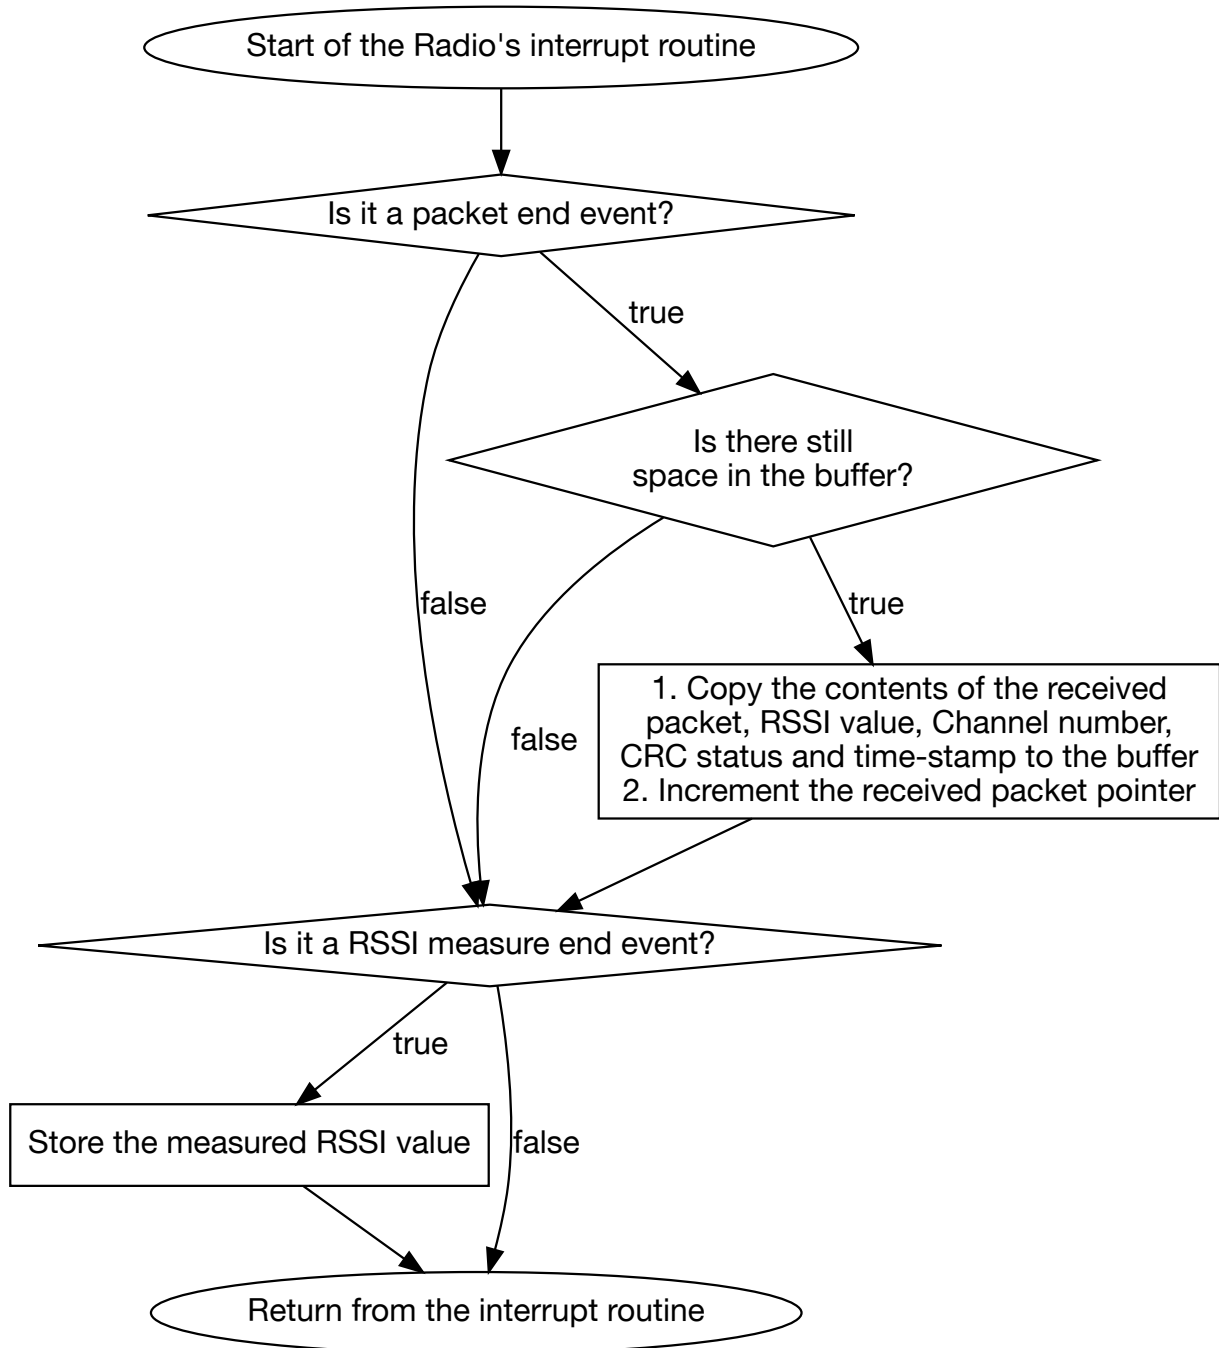 Start of the Radio's interrupt routine
Is it a packet end event?
true
Is there still
space in the buffer?
false
true
1. Copy the contents of the received
packet, RSSI value, Channel number,
CRC status and time-stamp to the buffer
2. Increment the received packet pointer
false
Is it a RSSI measure end event?
true
Store the measured RSSI value
false
Return from the interrupt routine